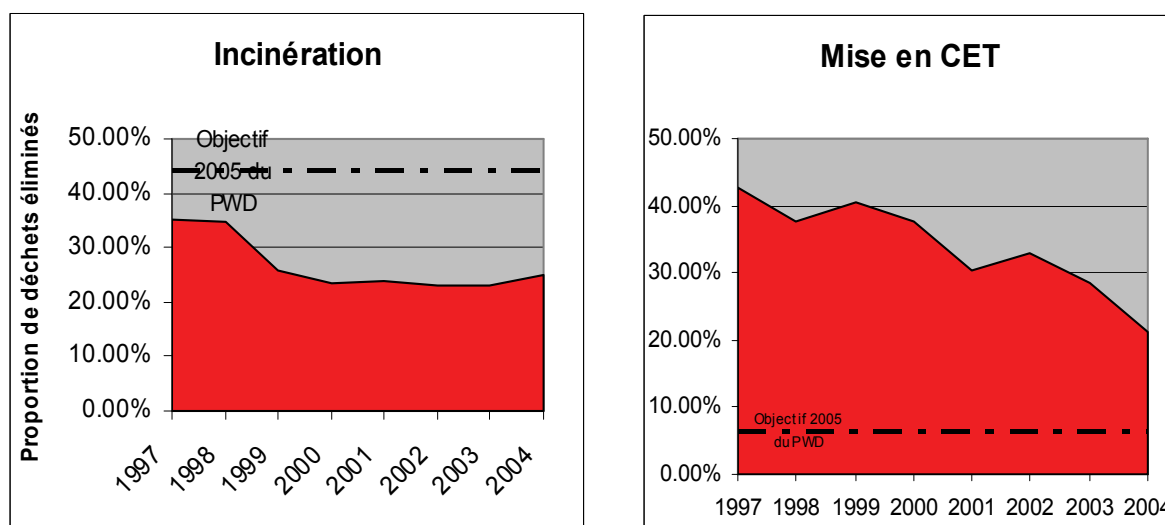 Incinération
Proportion de déchets éliminés
50.00%
40.00%
30.00%
20.00%
10.00%
0.00%
Objectif
2005 du
PWD
1997
1998
1999
2000
2001
2002
2003
2004
Mise en CET
50.00%
40.00%
30.00%
20.00%
10.00%
0.00%
Objectif 2005
du PWD
1997 1998 1999 2000 2001 2002 2003 2004